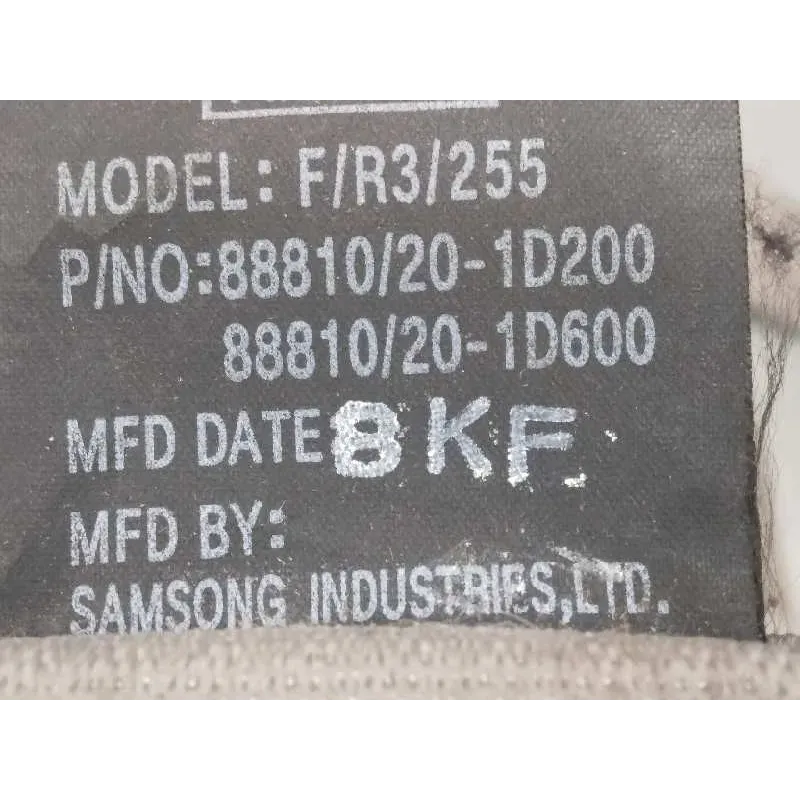 MODEL: F/R3/255
P/NO:88810/20-1D200
88810/20-1D600
MFD DATE 8KF
MFD BY:
SAMSONG INDUSTRIES,LTD.